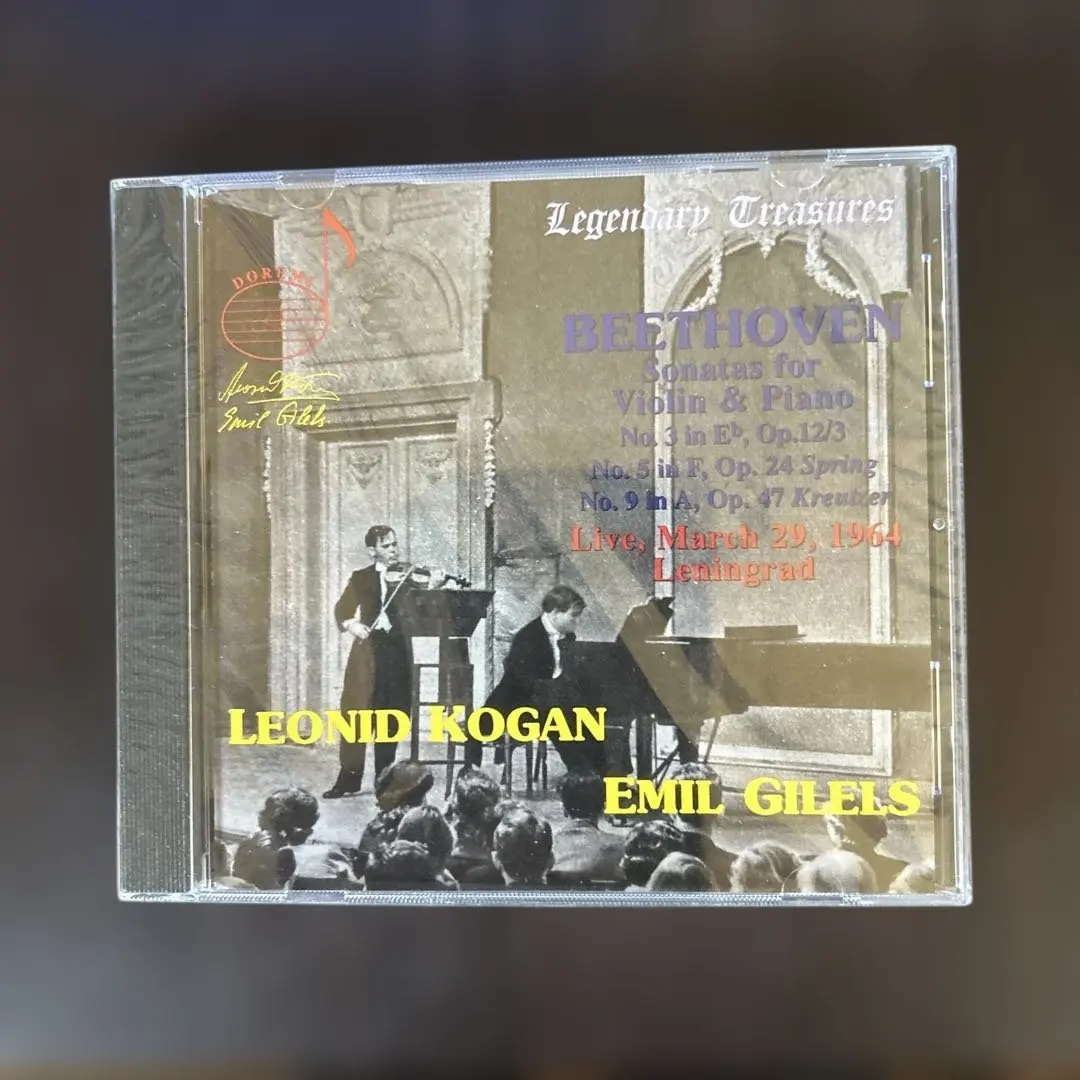 Legendary Treasures
DOREMI
BEETHOVEN
Sonatas for
Violin & Piano
No. 3 in Eb, Op.12/3
No. 5 in F, Op. 24 Spring
No. 9 in A, Op. 47 Kreutzer
Live, March 29, 1964
Leningrad
Emil Gilels
LEONID KOGAN
EMIL GILELS